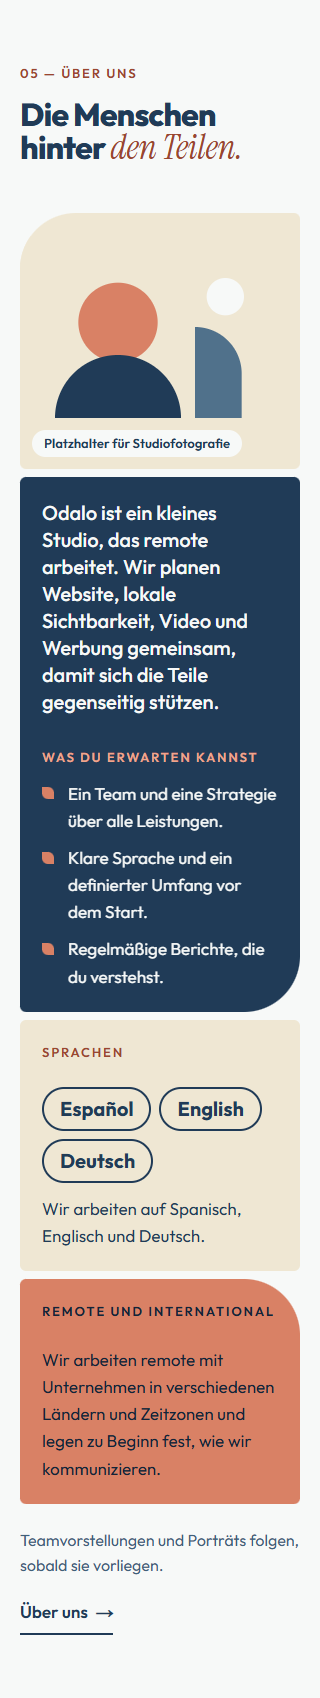 05 — ÜBER UNS
Die Menschen
hinter den Teilen.
Platzhalter für Studiofotografie
Odalo ist ein kleines
Studio, das remote
arbeitet. Wir planen
Website, lokale
Sichtbarkeit, Video und
Werbung gemeinsam,
damit sich die Teile
gegenseitig stützen.
WAS DU ERWARTEN KANNST
Ein Team und eine Strategie
über alle Leistungen.
Klare Sprache und ein
definierter Umfang vor
dem Start.
Regelmäßige Berichte, die
du verstehst.
SPRACHEN
Español English
Deutsch
Wir arbeiten auf Spanisch,
Englisch und Deutsch.
REMOTE UND INTERNATIONAL
Wir arbeiten remote mit
Unternehmen in verschiedenen
Ländern und Zeitzonen und
legen zu Beginn fest, wie wir
kommunizieren.
Teamvorstellungen und Porträts folgen,
sobald sie vorliegen.
Über uns →